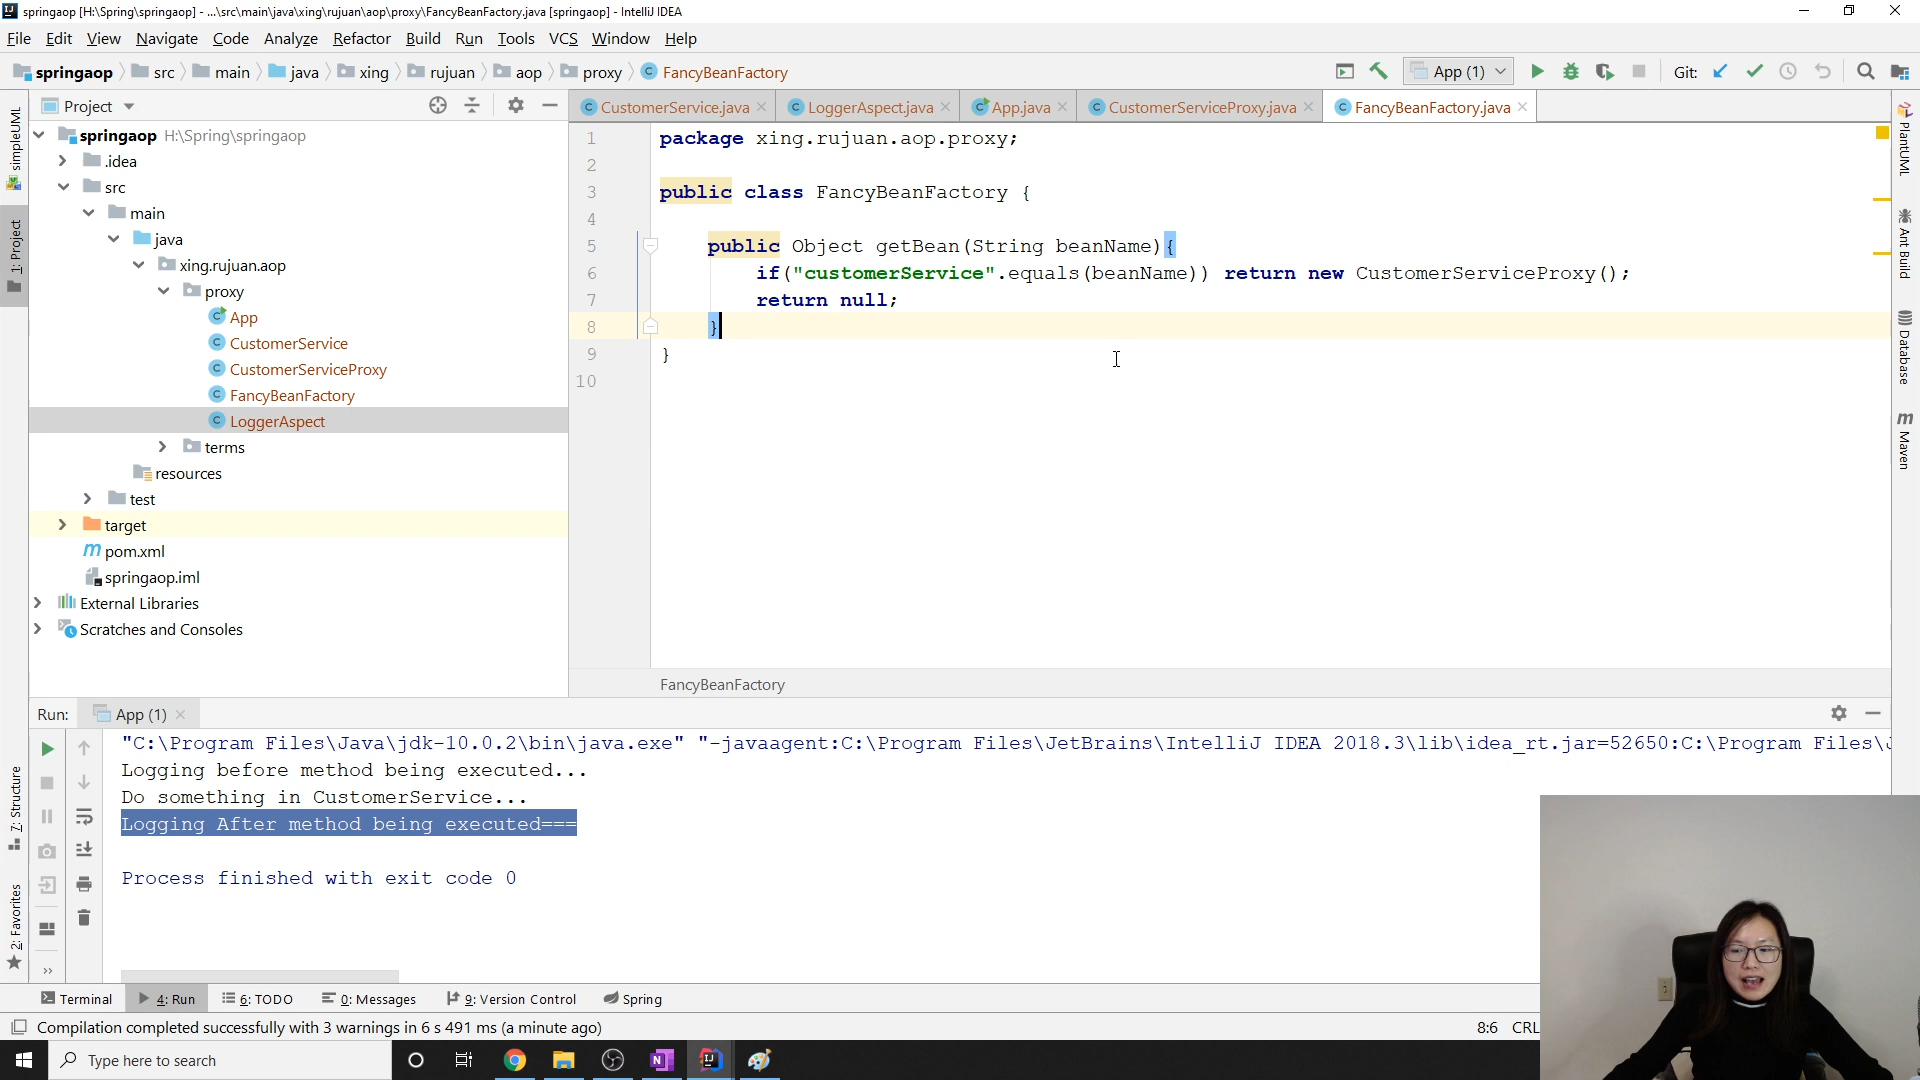 springaop [H:\Spring\springaop] - ...\src\main\java\xing\rujuan\aop\proxy\FancyBeanFactory.java [springaop] - IntelliJ IDEA
File Edit View Navigate Code Analyze Refactor Build Run Tools VCS Window Help
springaop src main java xing rujuan aop proxy FancyBeanFactory App (1) Git:
Project
CustomerService.java LoggerAspect.java App.java CustomerServiceProxy.java FancyBeanFactory.java
springaop H:\Spring\springaop
.idea
src
main
java
xing.rujuan.aop
proxy
App
CustomerService
CustomerServiceProxy
FancyBeanFactory
LoggerAspect
terms
resources
test
target
pom.xml
springaop.iml
External Libraries
Scratches and Consoles
1 package xing.rujuan.aop.proxy;
2
3 public class FancyBeanFactory {
4
5 public Object getBean(String beanName){
6 if("customerService".equals(beanName)) return new CustomerServiceProxy();
7 return null;
8 }
9 }
10
FancyBeanFactory
simpleUML
1: Project
7: Structure
2: Favorites
PlantUML
Ant Build
Database
Maven
Run: App (1)
"C:\Program Files\Java\jdk-10.0.2\bin\java.exe" "-javaagent:C:\Program Files\JetBrains\IntelliJ IDEA 2018.3\lib\idea_rt.jar=52650:C:\Program Files\
Logging before method being executed...
Do something in CustomerService...
Logging After method being executed===
Process finished with exit code 0
Terminal 4: Run 6: TODO 0: Messages 9: Version Control Spring
Compilation completed successfully with 3 warnings in 6 s 491 ms (a minute ago) 8:6 CRL
Type here to search